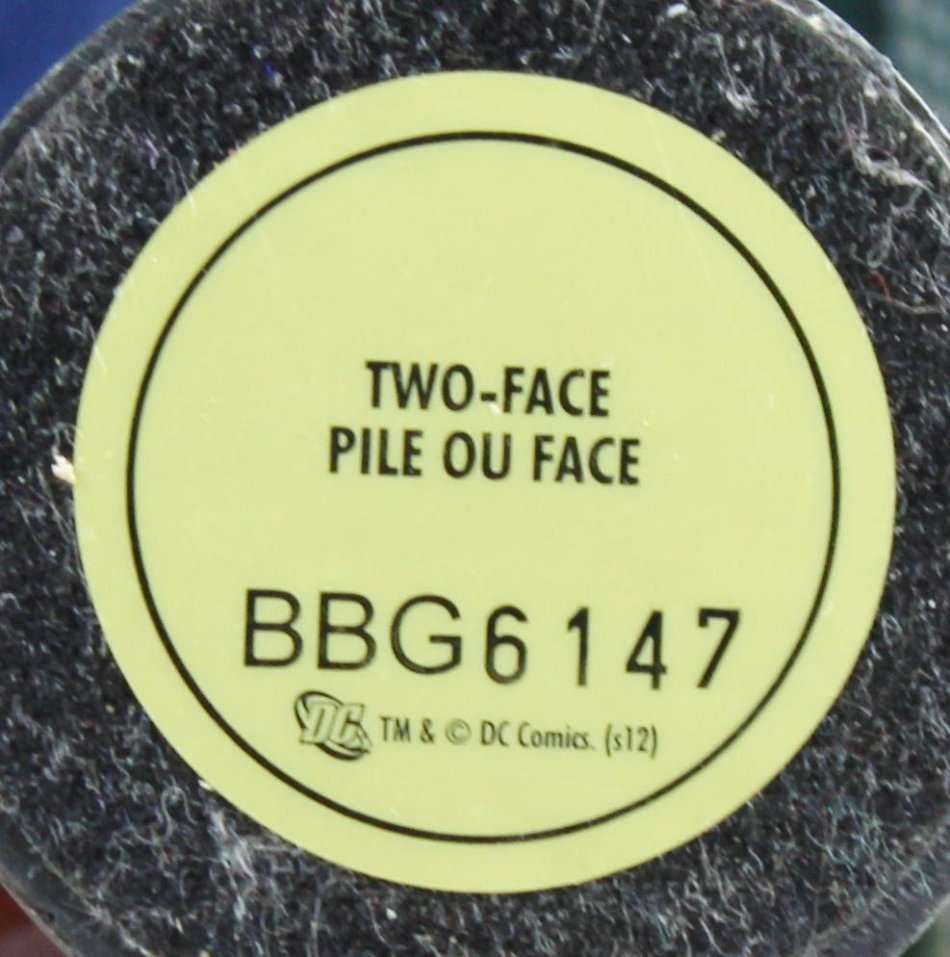 TWO-FACE
PILE OU FACE
BBG6147
DC TM & © DC Comics. (s12)